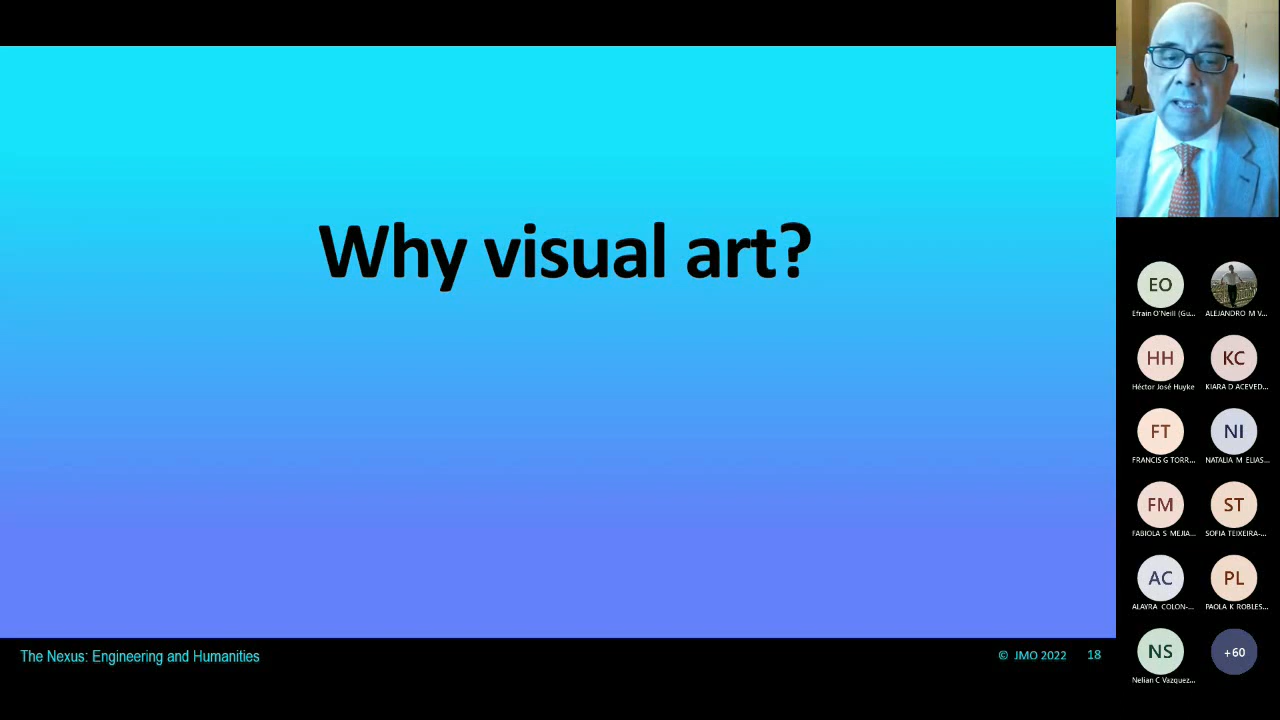 Why visual art?
The Nexus: Engineering and Humanities
© JMO 2022 18
EO
Efrain O'Neill (Gu...
ALEJANDRO M V...
HH
Héctor José Huyke
KC
KIARA D ACEVED...
FT
FRANCIS G TORR...
NI
NATALIA M ELIAS...
FM
FABIOLA S MEJIA...
ST
SOFIA TEIXEIRA-...
AC
ALAYRA COLON-...
PL
PAOLA K ROBLES...
NS
Nelian C Vazquez...
+60